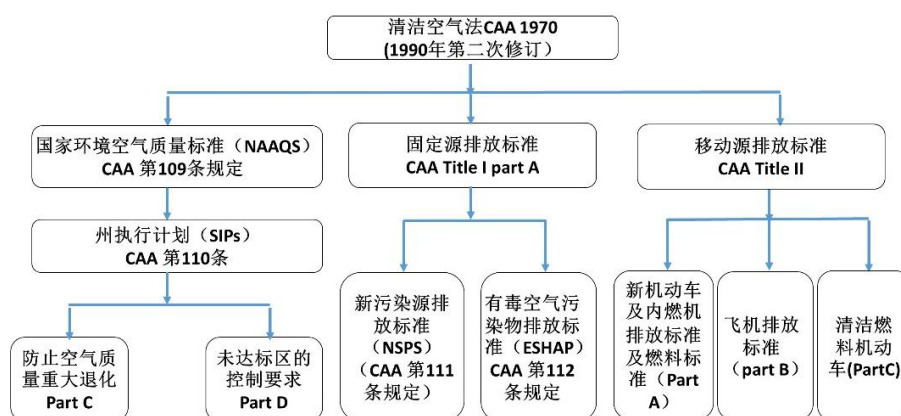 清洁空气法CAA 1970
(1990年第二次修订）
国家环境空气质量标准（NAAQS）
CAA 第109条规定
固定源排放标准
CAA Title I part A
移动源排放标准
CAA Title II
州执行计划（SIPs）
CAA 第110条
防止空气质
量重大退化
Part C
未达标区的
控制要求
Part D
新污染源排
放标准
(NSPS)
（CAA 第111
条规定）
有毒空气污
染物排放标
准（ESHAP）
CAA 第112
条规定
新机动车
及内燃机
排放标准
及燃料标
准（Part
A）
飞机排放
标准
（part B）
清洁燃
料机动
车(PartC)